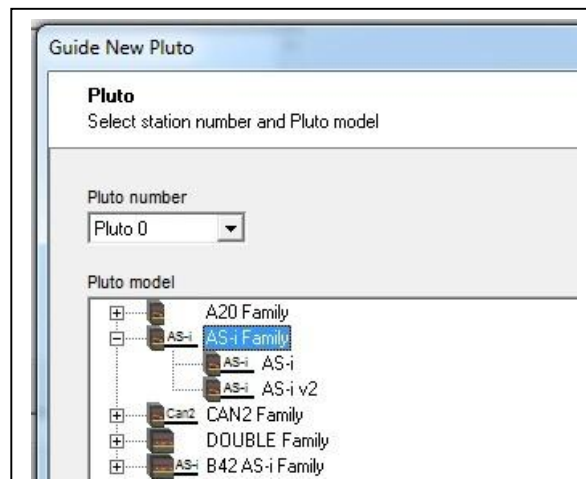 Guide New Pluto
Pluto
Select station number and Pluto model
Pluto number
Pluto 0
Pluto model
A20 Family
AS-i AS-i Family
AS-i AS-i
AS-i AS-i v2
Can2 CAN2 Family
DOUBLE Family
AS-i B42 AS-i Family